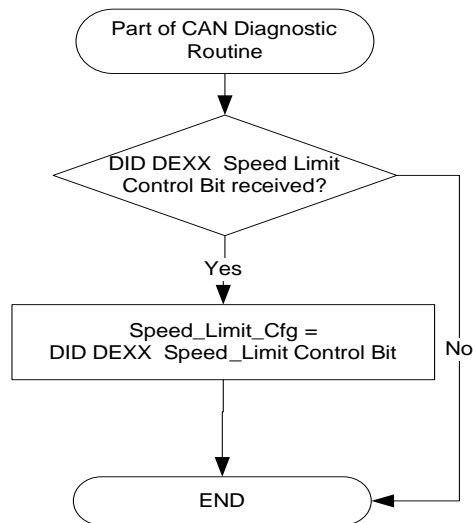 Part of CAN Diagnostic
Routine
DID DEXX  Speed Limit
Control Bit received?
Yes
Speed_Limit_Cfg =
DID DEXX  Speed_Limit Control Bit
No
END